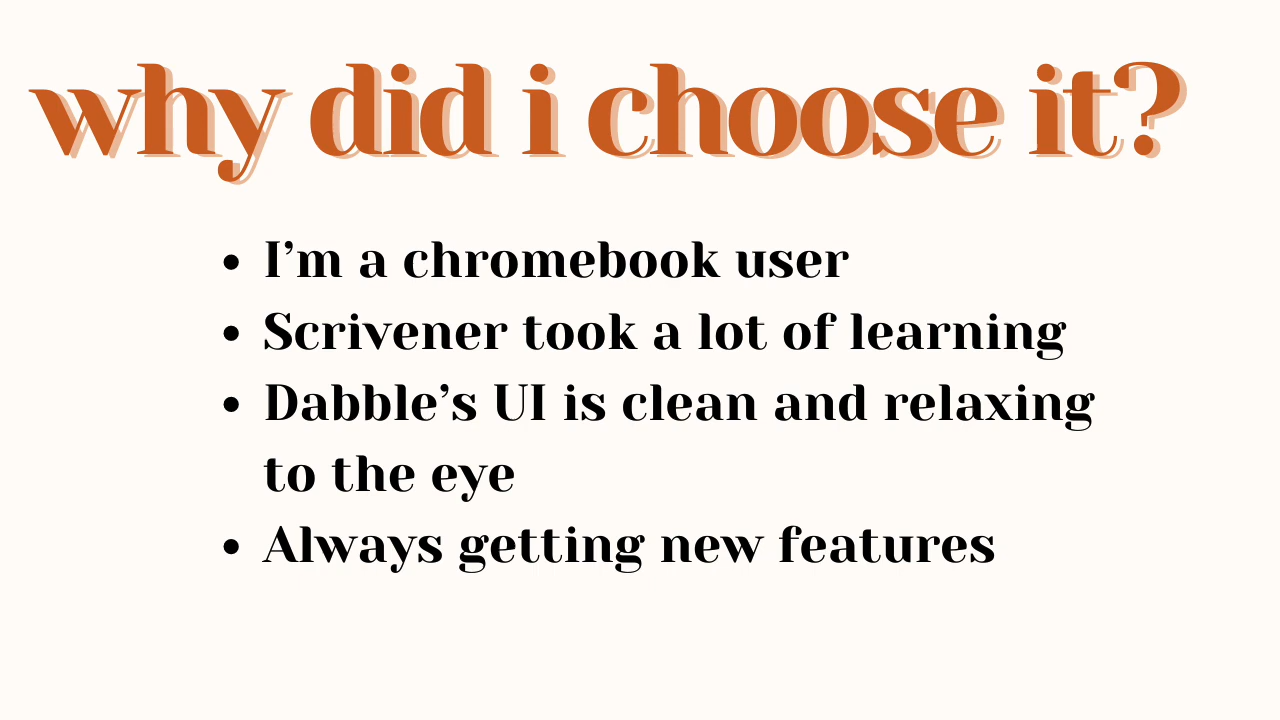 why did i choose it?
• I’m a chromebook user
• Scrivener took a lot of learning
• Dabble’s UI is clean and relaxing
to the eye
• Always getting new features